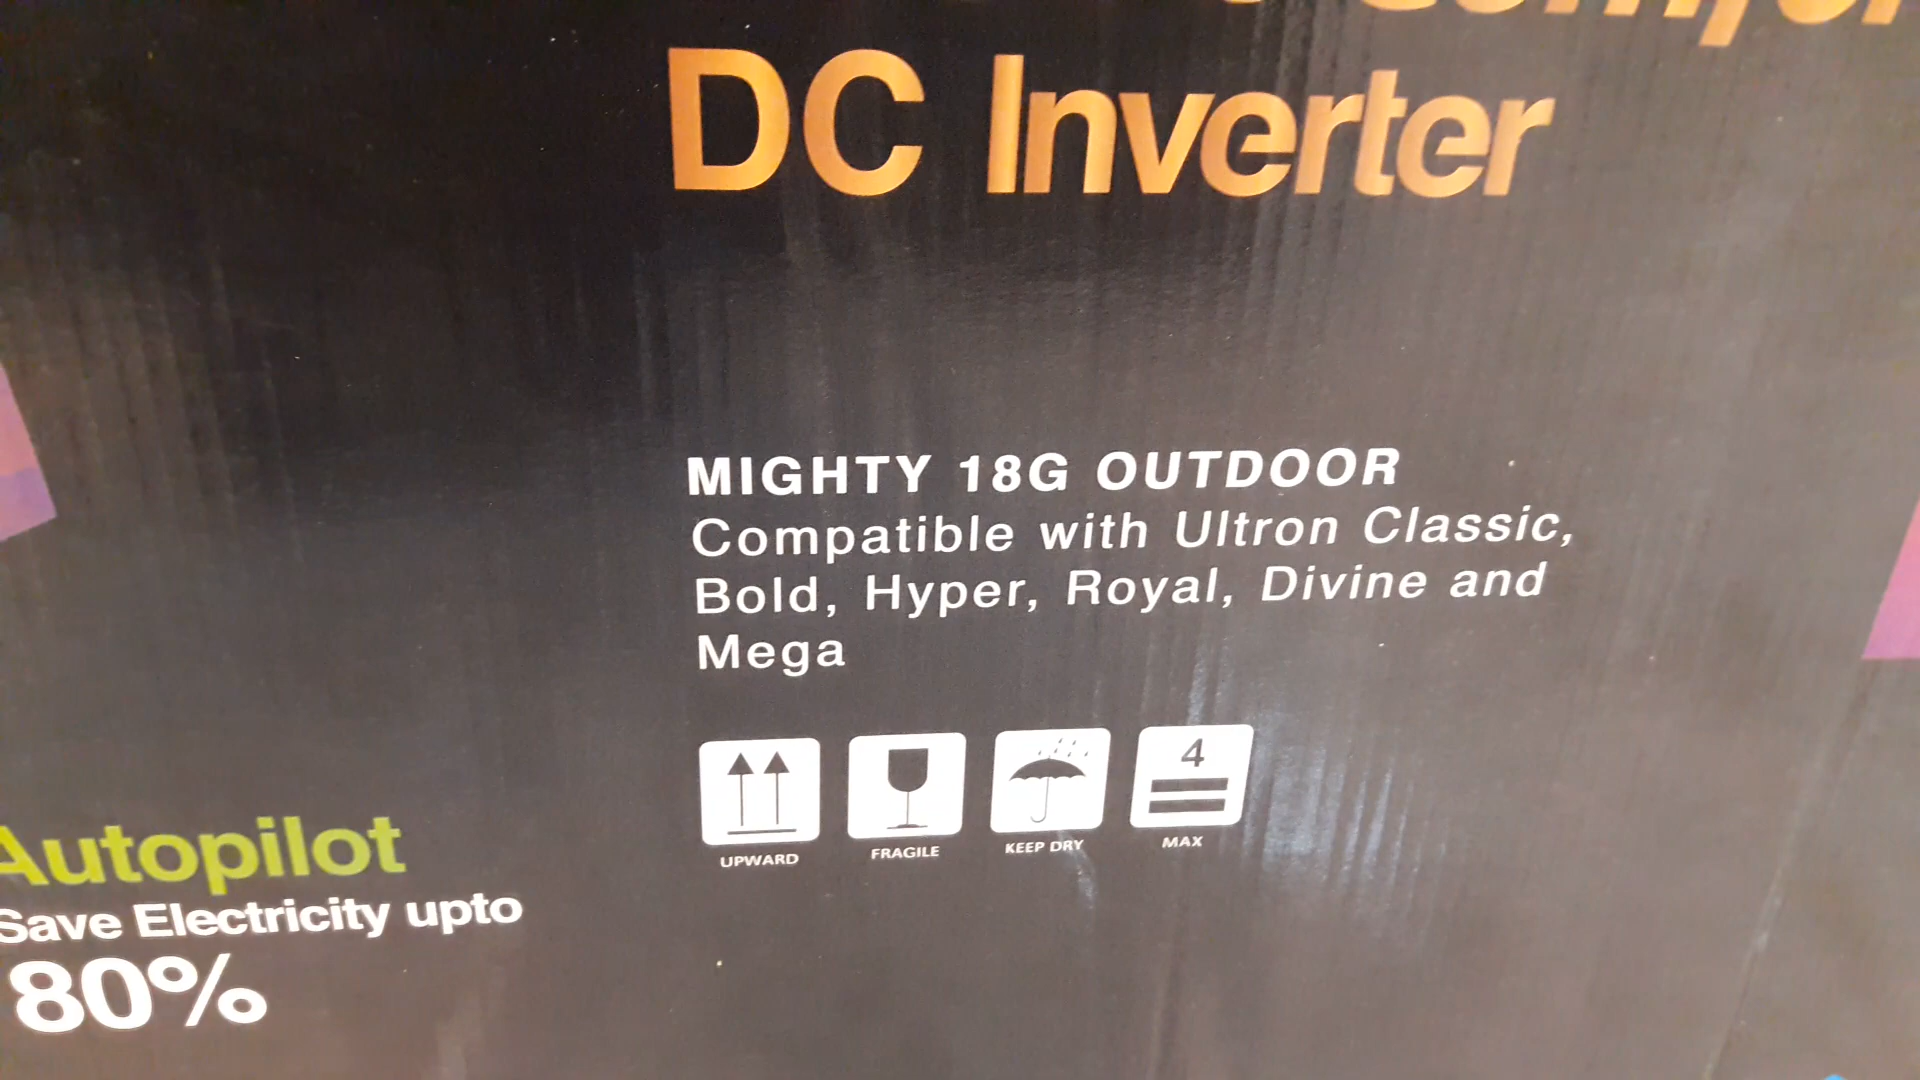 DC Inverter
MIGHTY 18G OUTDOOR
Compatible with Ultron Classic,
Bold, Hyper, Royal, Divine and
Mega
4
UPWARD
FRAGILE
KEEP DRY
MAX
Autopilot
Save Electricity upto
80%